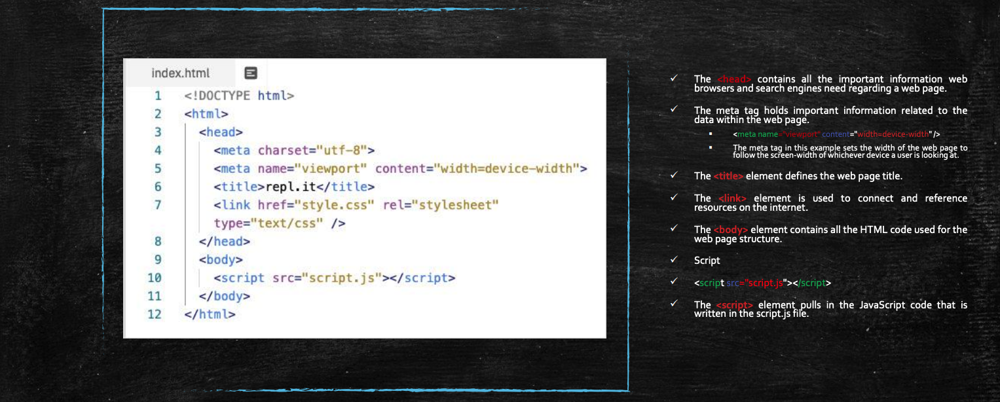 index.html
1 <!DOCTYPE html>
2 <html>
3 <head>
4 <meta charset="utf-8">
5 <meta name="viewport" content="width=device-width">
6 <title>repl.it</title>
7 <link href="style.css" rel="stylesheet"
type="text/css" />
8 </head>
9 <body>
10 <script src="script.js"></script>
11 </body>
12 </html>
The <head> contains all the important information web
browsers and search engines need regarding a web page.
The meta tag holds important information related to the
data within the web page.
<meta name="viewport" content="width=device-width" />
The meta tag in this example sets the width of the web page to
follow the screen-width of whichever device a user is looking at.
The <title> element defines the web page title.
The <link> element is used to connect and reference
resources on the internet.
The <body> element contains all the HTML code used for the
web page structure.
Script
<script src="script.js"></script>
The <script> element pulls in the JavaScript code that is
written in the script.js file.